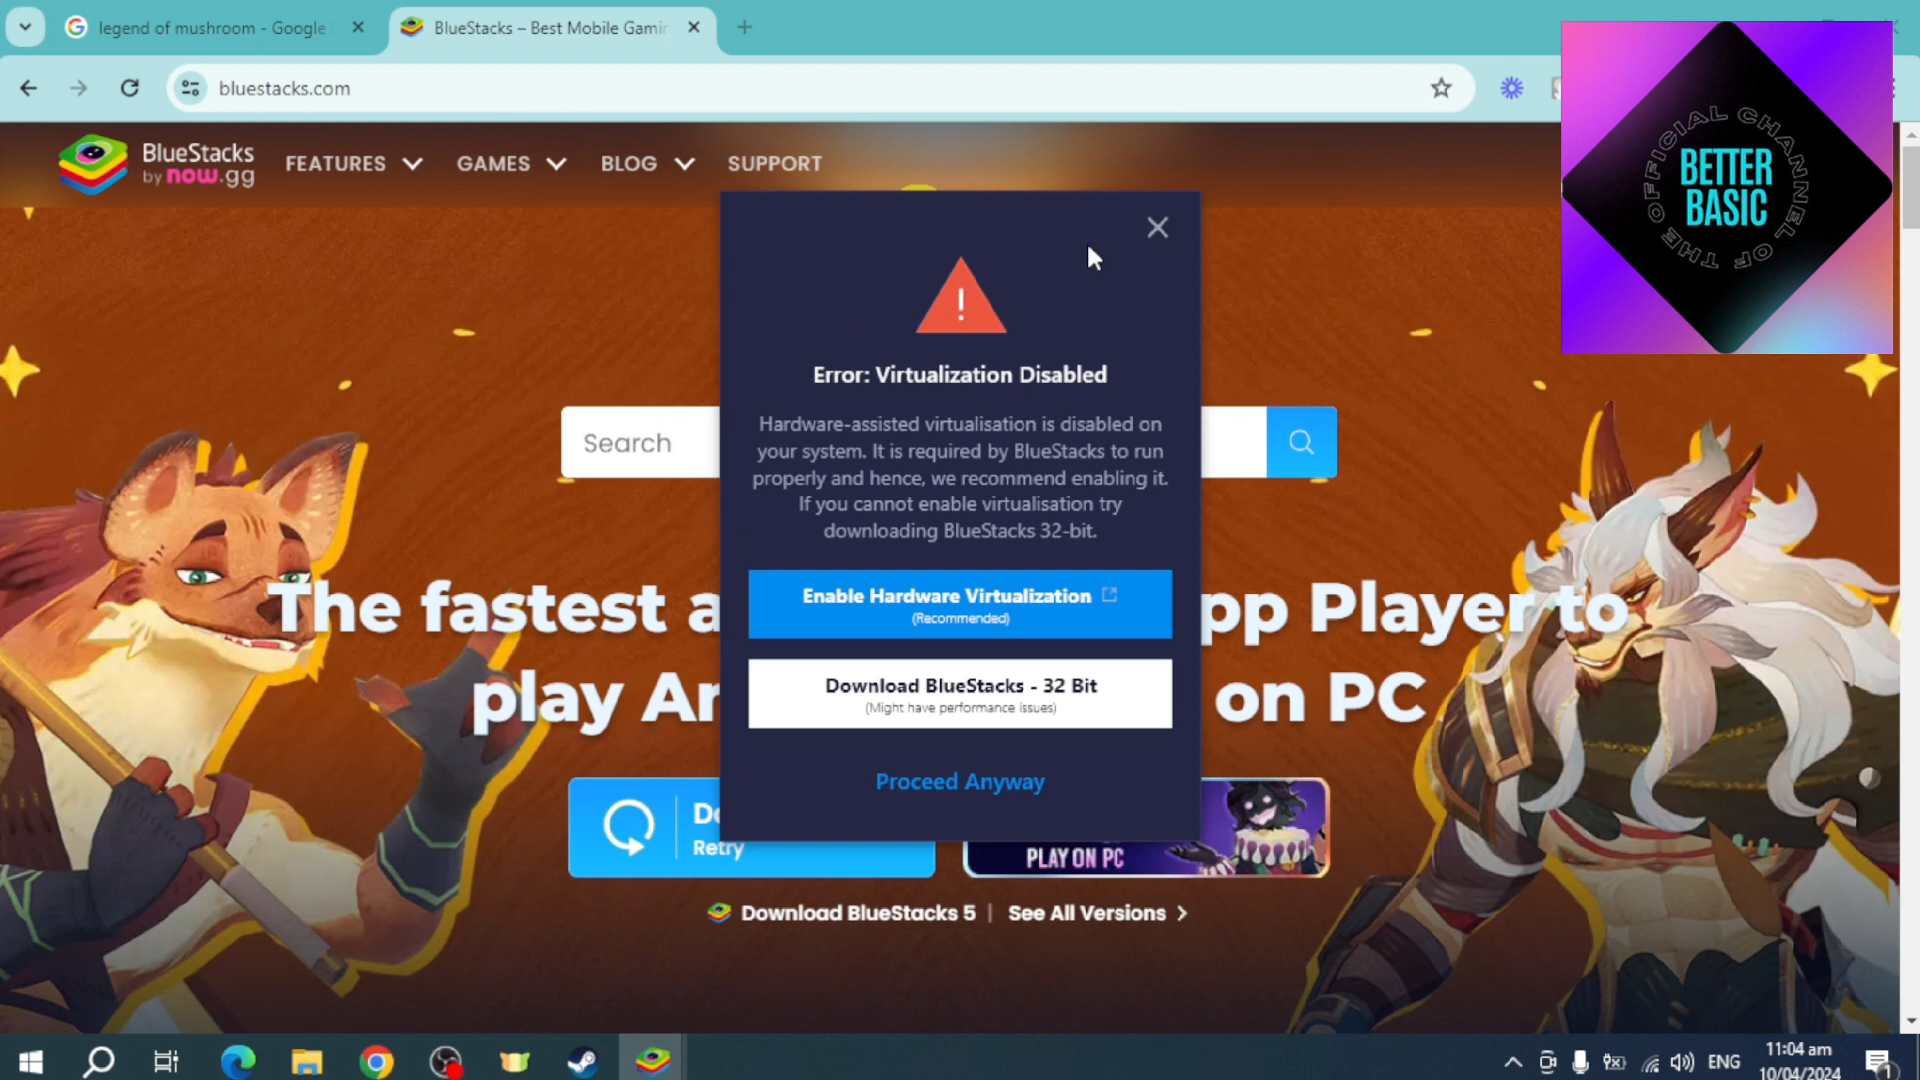 legend of mushroom - Google
BlueStacks – Best Mobile Gamin
bluestacks.com
BlueStacks
by now.gg
FEATURES
GAMES
BLOG
SUPPORT
THE OFFICIAL CHANNEL OF
BETTER
BASIC
Error: Virtualization Disabled
Hardware-assisted virtualisation is disabled on
your system. It is required by BlueStacks to run
properly and hence, we recommend enabling it.
If you cannot enable virtualisation try
downloading BlueStacks 32-bit.
Search
Enable Hardware Virtualization
(Recommended)
The fastest a pp Player to
Download BlueStacks - 32 Bit
(Might have performance issues)
play An on PC
Proceed Anyway
Do
Retry
PLAY ON PC
Download BlueStacks 5 | See All Versions
ENG
11:04 am
10/04/2024
1